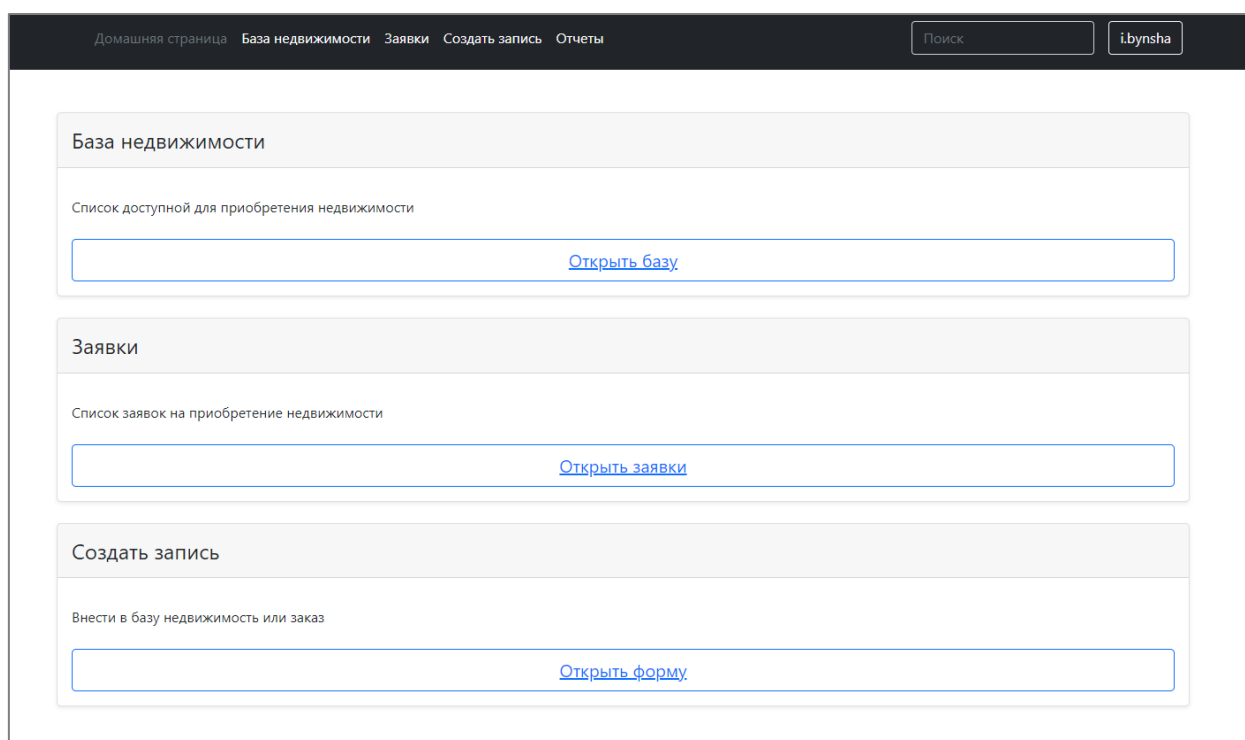 Домашняя страница База недвижимости Заявки Создать запись Отчеты Поиск i.bynsha
База недвижимости
Список доступной для приобретения недвижимости
Открыть базу
Заявки
Список заявок на приобретение недвижимости
Открыть заявки
Создать запись
Внести в базу недвижимость или заказ
Открыть форму